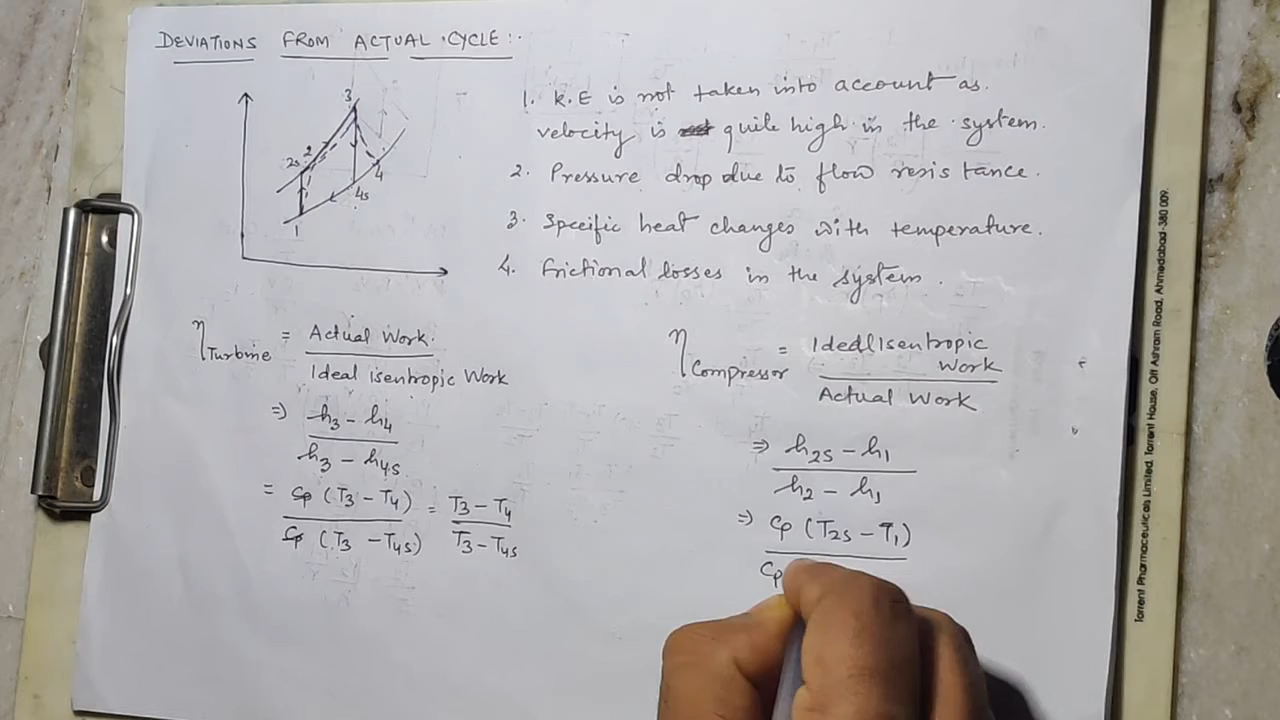 DEVIATIONS FROM ACTUAL CYCLE:
3
2s 2
4
4s
1
1. K.E is not taken into account as.
velocity is quite high in the system.
2. Pressure drop due to flow resistance.
3. Specific heat changes with temperature.
4. Frictional losses in the system.
η Turbine = Actual Work.
Ideal isentropic Work
⇒ h3 - h4
h3 - h4s
= Cp (T3 - T4) = T3 - T4
Cp (T3 - T4s) T3 - T4s
η Compressor = Ideal Isentropic
Work
Actual Work
⇒ h2s - h1
h2 - h1
⇒ Cp (T2s - T1)
Cp
Torrent Pharmaceuticals Limited, Torrent House, Off Ashram Road, Ahmedabad-380 009.